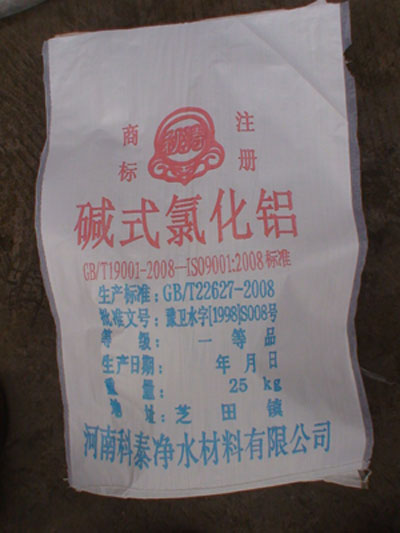 商标 注册
碱式氯化铝
GB/T19001-2008—ISO9001:2008标准
生产标准:GB/T22627-2008
批准文号:豫卫水字[1998]S008号
等级:一等品
生产日期: 年月日
重量: 25 kg
地址:芝田镇
河南科泰净水材料有限公司